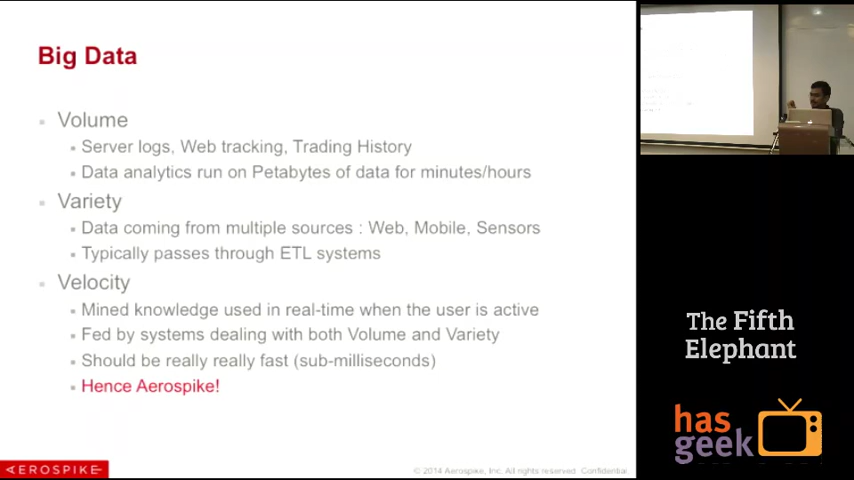 Big Data
Volume
Server logs, Web tracking, Trading History
Data analytics run on Petabytes of data for minutes/hours
Variety
Data coming from multiple sources : Web, Mobile, Sensors
Typically passes through ETL systems
Velocity
Mined knowledge used in real-time when the user is active
Fed by systems dealing with both Volume and Variety
Should be really really fast (sub-milliseconds)
Hence Aerospike!
AEROSPIKE
© 2014 Aerospike, Inc. All rights reserved Confidential
The Fifth
Elephant
has
geek